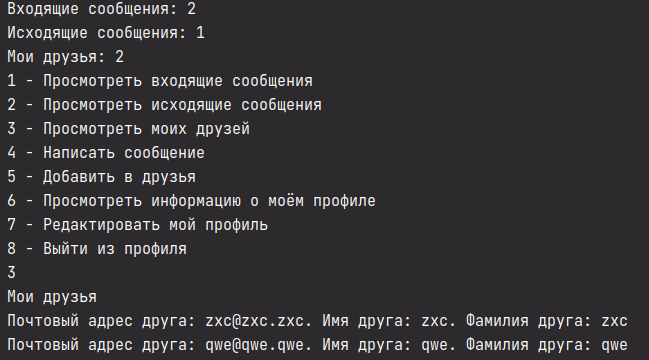 Входящие сообщения: 2
Исходящие сообщения: 1
Мои друзья: 2
1 - Просмотреть входящие сообщения
2 - Просмотреть исходящие сообщения
3 - Просмотреть моих друзей
4 - Написать сообщение
5 - Добавить в друзья
6 - Просмотреть информацию о моём профиле
7 - Редактировать мой профиль
8 - Выйти из профиля
3
Мои друзья
Почтовый адрес друга: zxc@zxc.zxc. Имя друга: zxc. Фамилия друга: zxc
Почтовый адрес друга: qwe@qwe.qwe. Имя друга: qwe. Фамилия друга: qwe